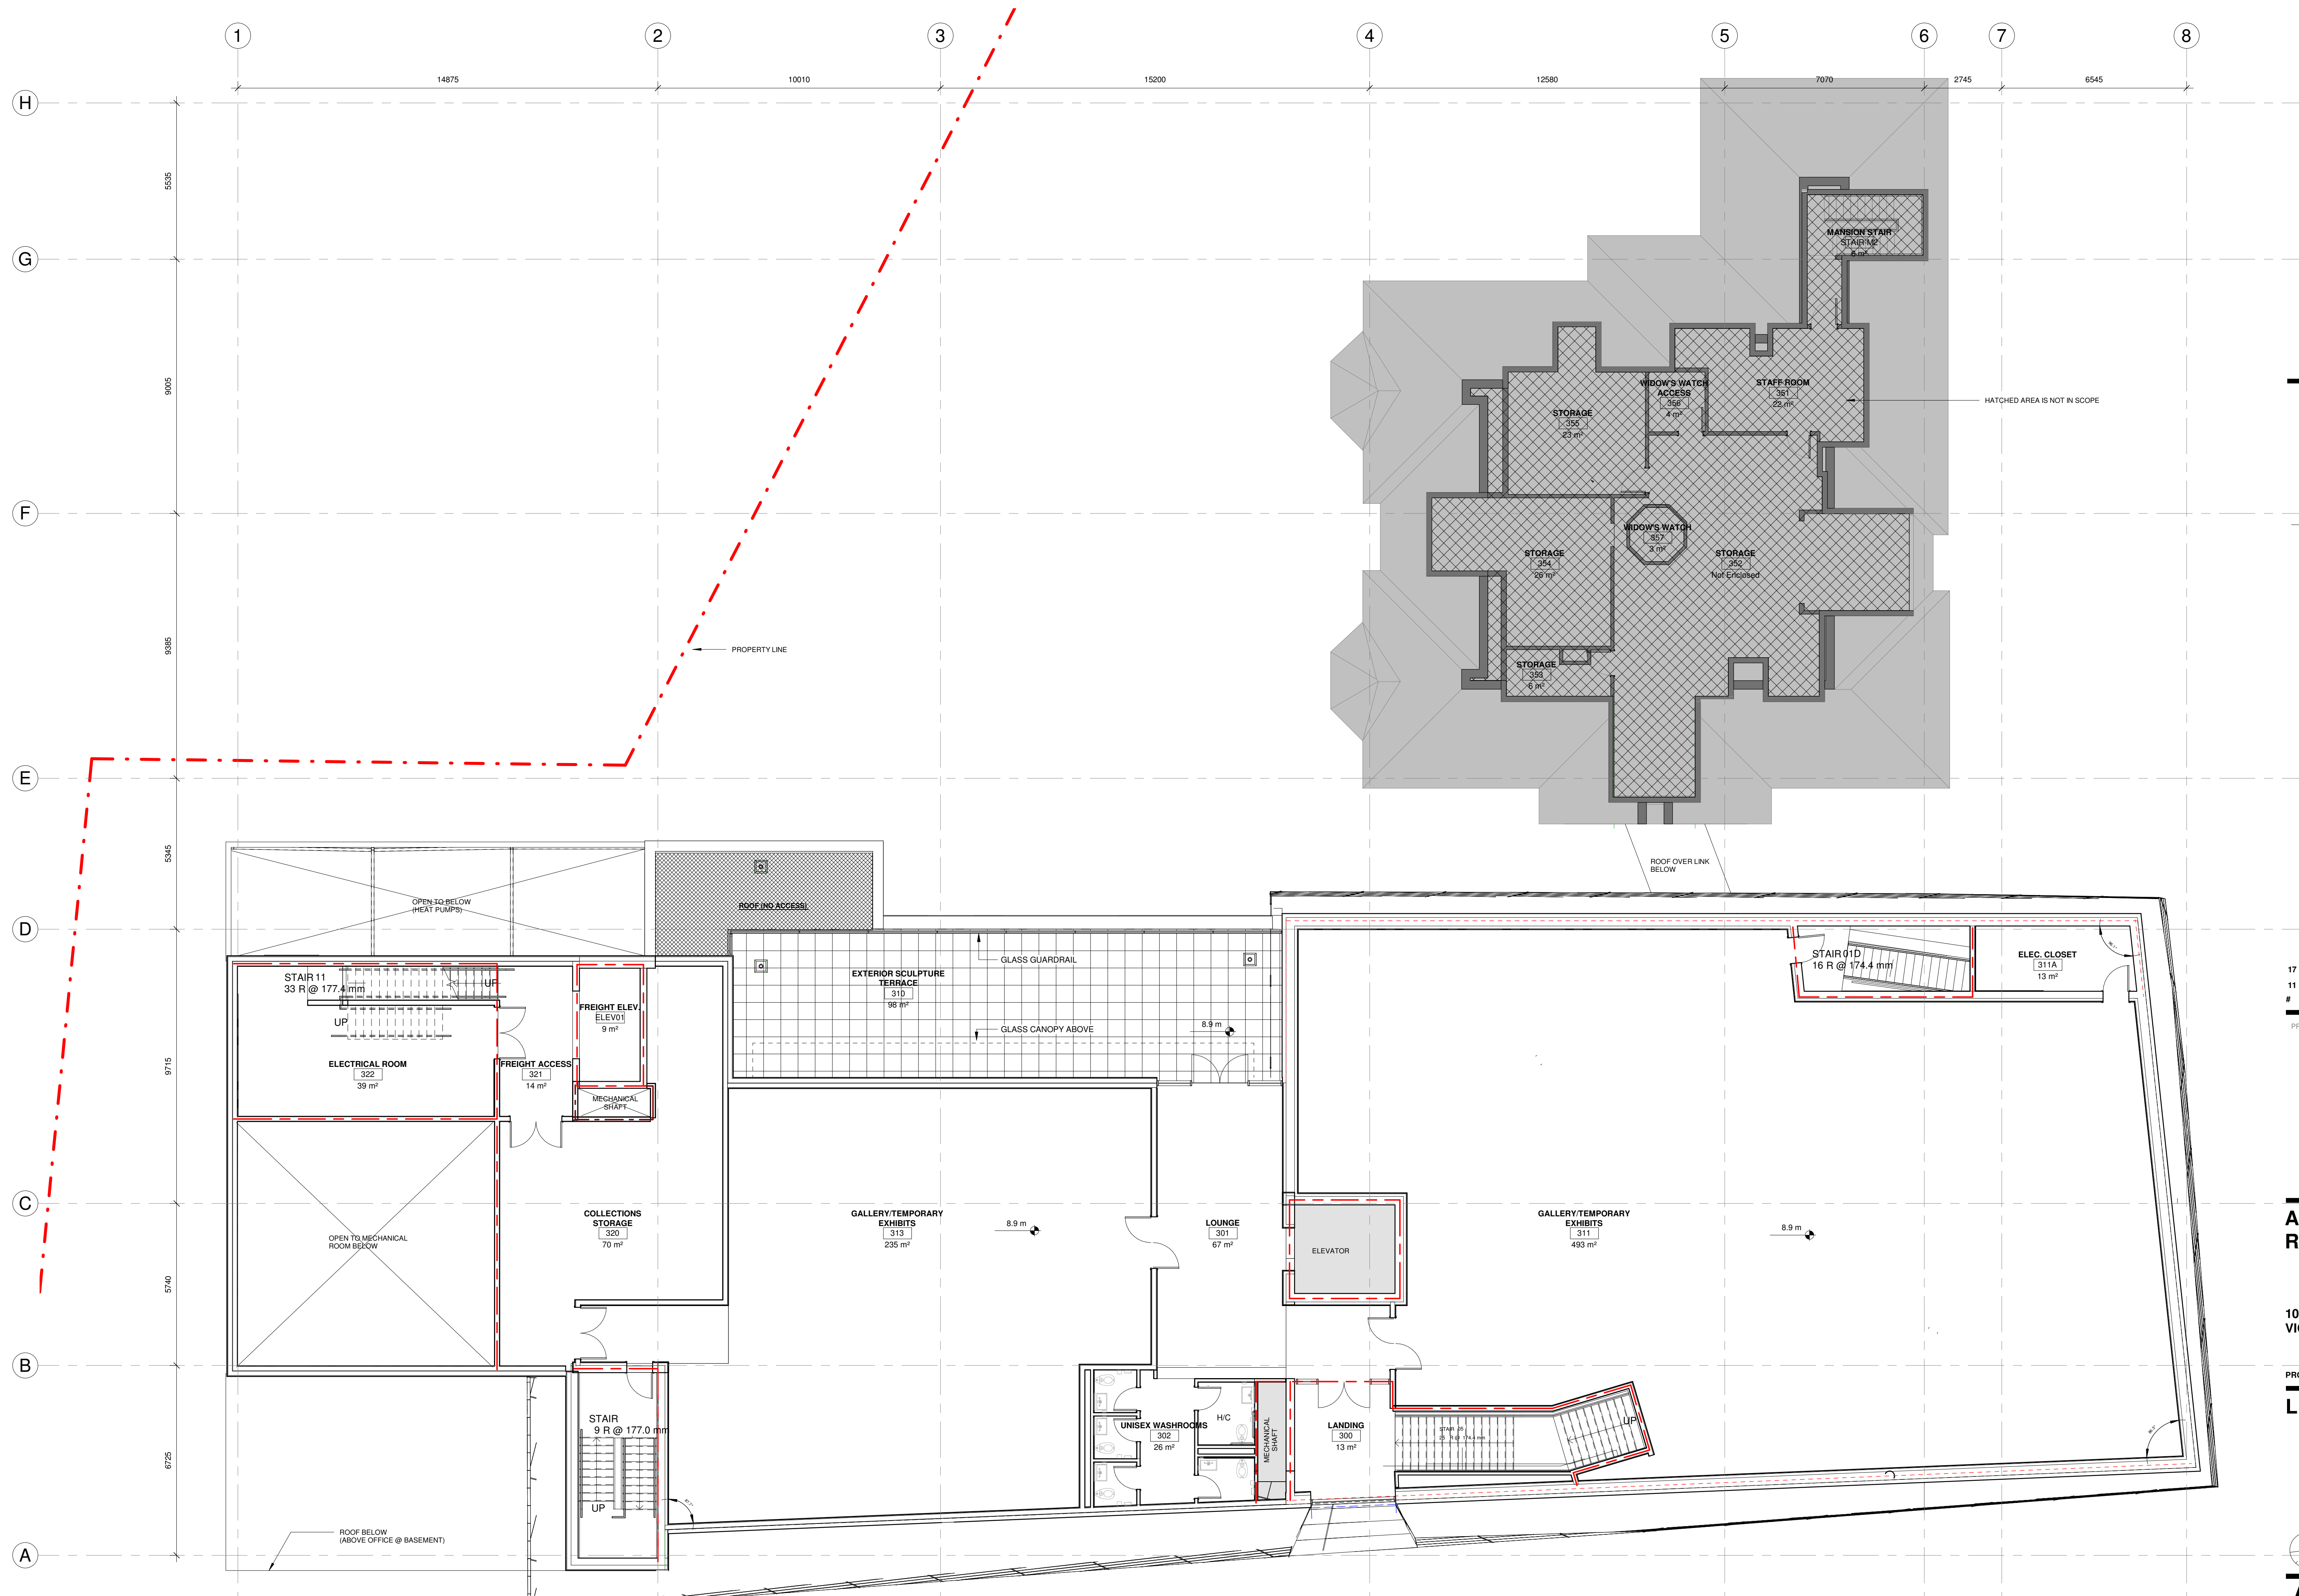 1
2
3
4
5
6
7
8
14875
10010
15200
12580
7070
2745
6545
H
G
F
E
D
C
B
A
5535
9005
9385
5345
9715
5740
6725
MANSION STAIR
STAIR M2
6 m²
WIDOW'S WATCH
ACCESS
356
4 m²
STAFF ROOM
351
22 m²
HATCHED AREA IS NOT IN SCOPE
STORAGE
355
23 m²
WIDOW'S WATCH
357
3 m²
STORAGE
354
26 m²
STORAGE
352
Not Enclosed
STORAGE
353
6 m²
PROPERTY LINE
ROOF OVER LINK
BELOW
OPEN TO BELOW
(HEAT PUMPS)
ROOF (NO ACCESS)
GLASS GUARDRAIL
EXTERIOR SCULPTURE
TERRACE
310
98 m²
GLASS CANOPY ABOVE
8.9 m
STAIR 11
33 R @ 177.4 mm
UP
UP
FREIGHT ELEV.
ELEV01
9 m²
ELECTRICAL ROOM
322
39 m²
FREIGHT ACCESS
321
14 m²
MECHANICAL
SHAFT
STAIR 01D
16 R @ 174.4 mm
ELEC. CLOSET
311A
13 m²
COLLECTIONS
STORAGE
320
70 m²
OPEN TO MECHANICAL
ROOM BELOW
GALLERY/TEMPORARY
EXHIBITS
313
235 m²
8.9 m
LOUNGE
301
67 m²
ELEVATOR
GALLERY/TEMPORARY
EXHIBITS
311
493 m²
8.9 m
STAIR
9 R @ 177.0 mm
UP
UNISEX WASHROOMS
302
26 m²
H/C
MECHANICAL
SHAFT
LANDING
300
13 m²
UP
ROOF BELOW
(ABOVE OFFICE @ BASEMENT)
17
11
#
A
R
10
VIC
PRO
L